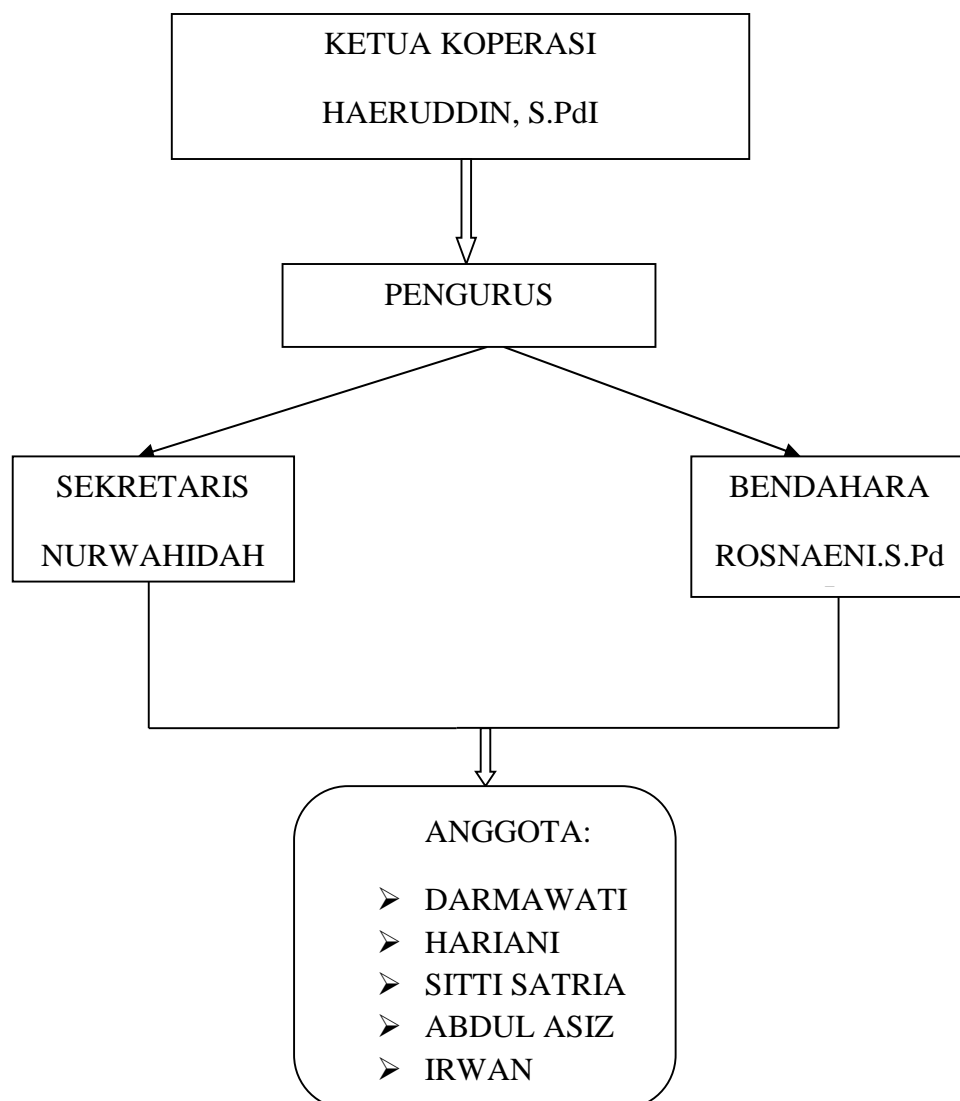 KETUA KOPERASI
HAERUDDIN, S.PdI
PENGURUS
SEKRETARIS
NURWAHIDAH
BENDAHARA
ROSNAENI.S.Pd
ANGGOTA:
➢ DARMAWATI
➢ HARIANI
➢ SITTI SATRIA
➢ ABDUL ASIZ
➢ IRWAN